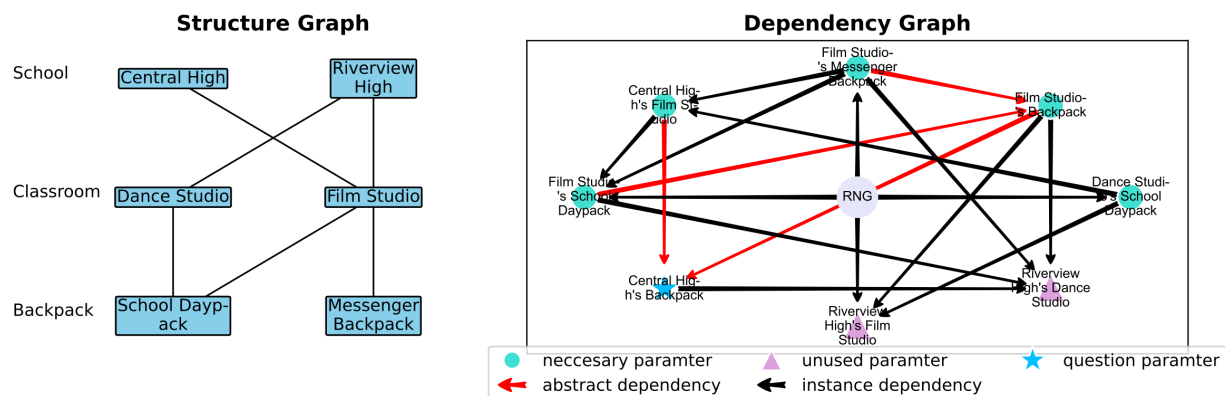 Structure Graph
School
Central High
Riverview
High
Classroom
Dance Studio
Film Studio
Backpack
School Dayp-
ack
Messenger
Backpack
Dependency Graph
Film Studio-
's Messenger
Backpack
Central Hig-
h's Film St-
udio
Film Studio-
's Backpack
Film Studio-
's School
Daypack
RNG
Dance Studi-
o's School
Daypack
Central Hig-
h's Backpack
Riverview
High's Dance
Studio
Riverview
High's Film
Studio
neccesary paramter
unused paramter
question paramter
abstract dependency
instance dependency